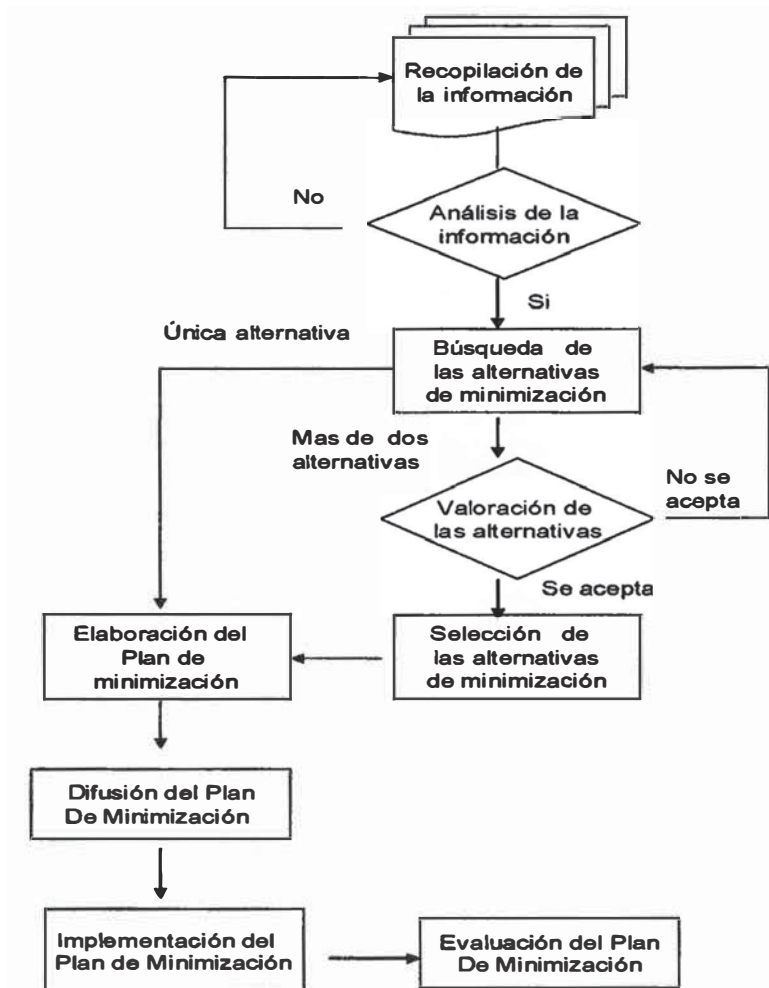 Recopilación de
la información
No
Análisis de la
información
Si
Única alternativa
Búsqueda de
las alternativas
de minimización
Mas de dos
alternativas
No se
acepta
Valoración de
las alternativas
Se acepta
Elaboración del
Plan de
minimización
Selección de
las alternativas
de minimización
Difusión del Plan
De Minimización
Implementación del
Plan de Minimización
Evaluación del Plan
De Minimización